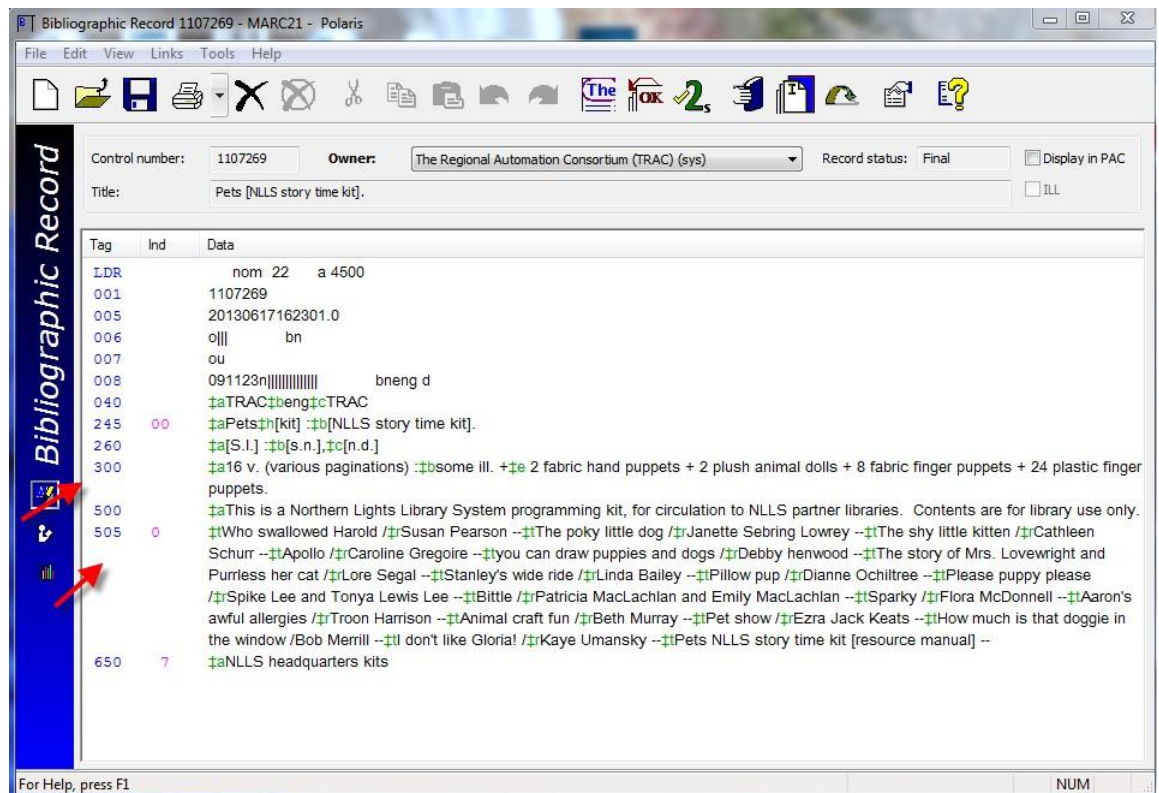 Bibliographic Record 1107269 - MARC21 - Polaris
File Edit View Links Tools Help
The OK 2s I
Bibliographic Record
Control number: 1107269 Owner: The Regional Automation Consortium (TRAC) (sys) Record status: Final Display in PAC
Title: Pets [NLLS story time kit]. ILL
Tag Ind Data
LDR nom 22 a 4500
001 1107269
005 20130617162301.0
006 o||| bn
007 ou
008 091123n|||||||||||||| bneng d
040 ‡aTRAC‡beng‡cTRAC
245 00 ‡aPets‡h[kit] :‡b[NLLS story time kit].
260 ‡a[S.l.] :‡b[s.n.],‡c[n.d.]
300 ‡a16 v. (various paginations) :‡bsome ill. +‡e 2 fabric hand puppets + 2 plush animal dolls + 8 fabric finger puppets + 24 plastic finger
puppets.
500 ‡aThis is a Northern Lights Library System programming kit, for circulation to NLLS partner libraries. Contents are for library use only.
505 0 ‡tWho swallowed Harold /‡rSusan Pearson --‡tThe poky little dog /‡rJanette Sebring Lowrey --‡tThe shy little kitten /‡rCathleen
Schurr --‡tApollo /‡rCaroline Gregoire --‡tyou can draw puppies and dogs /‡rDebby henwood --‡tThe story of Mrs. Lovewright and
Purrless her cat /‡rLore Segal --‡tStanley's wide ride /‡rLinda Bailey --‡tPillow pup /‡rDianne Ochiltree --‡tPlease puppy please
/‡rSpike Lee and Tonya Lewis Lee --‡tBittle /‡rPatricia MacLachlan and Emily MacLachlan --‡tSparky /‡rFlora McDonnell --‡tAaron's
awful allergies /‡rTroon Harrison --‡tAnimal craft fun /‡rBeth Murray --‡tPet show /‡rEzra Jack Keats --‡tHow much is that doggie in
the window /Bob Merrill --‡tI don't like Gloria! /‡rKaye Umansky --‡tPets NLLS story time kit [resource manual] --
650 7 ‡aNLLS headquarters kits
For Help, press F1 NUM